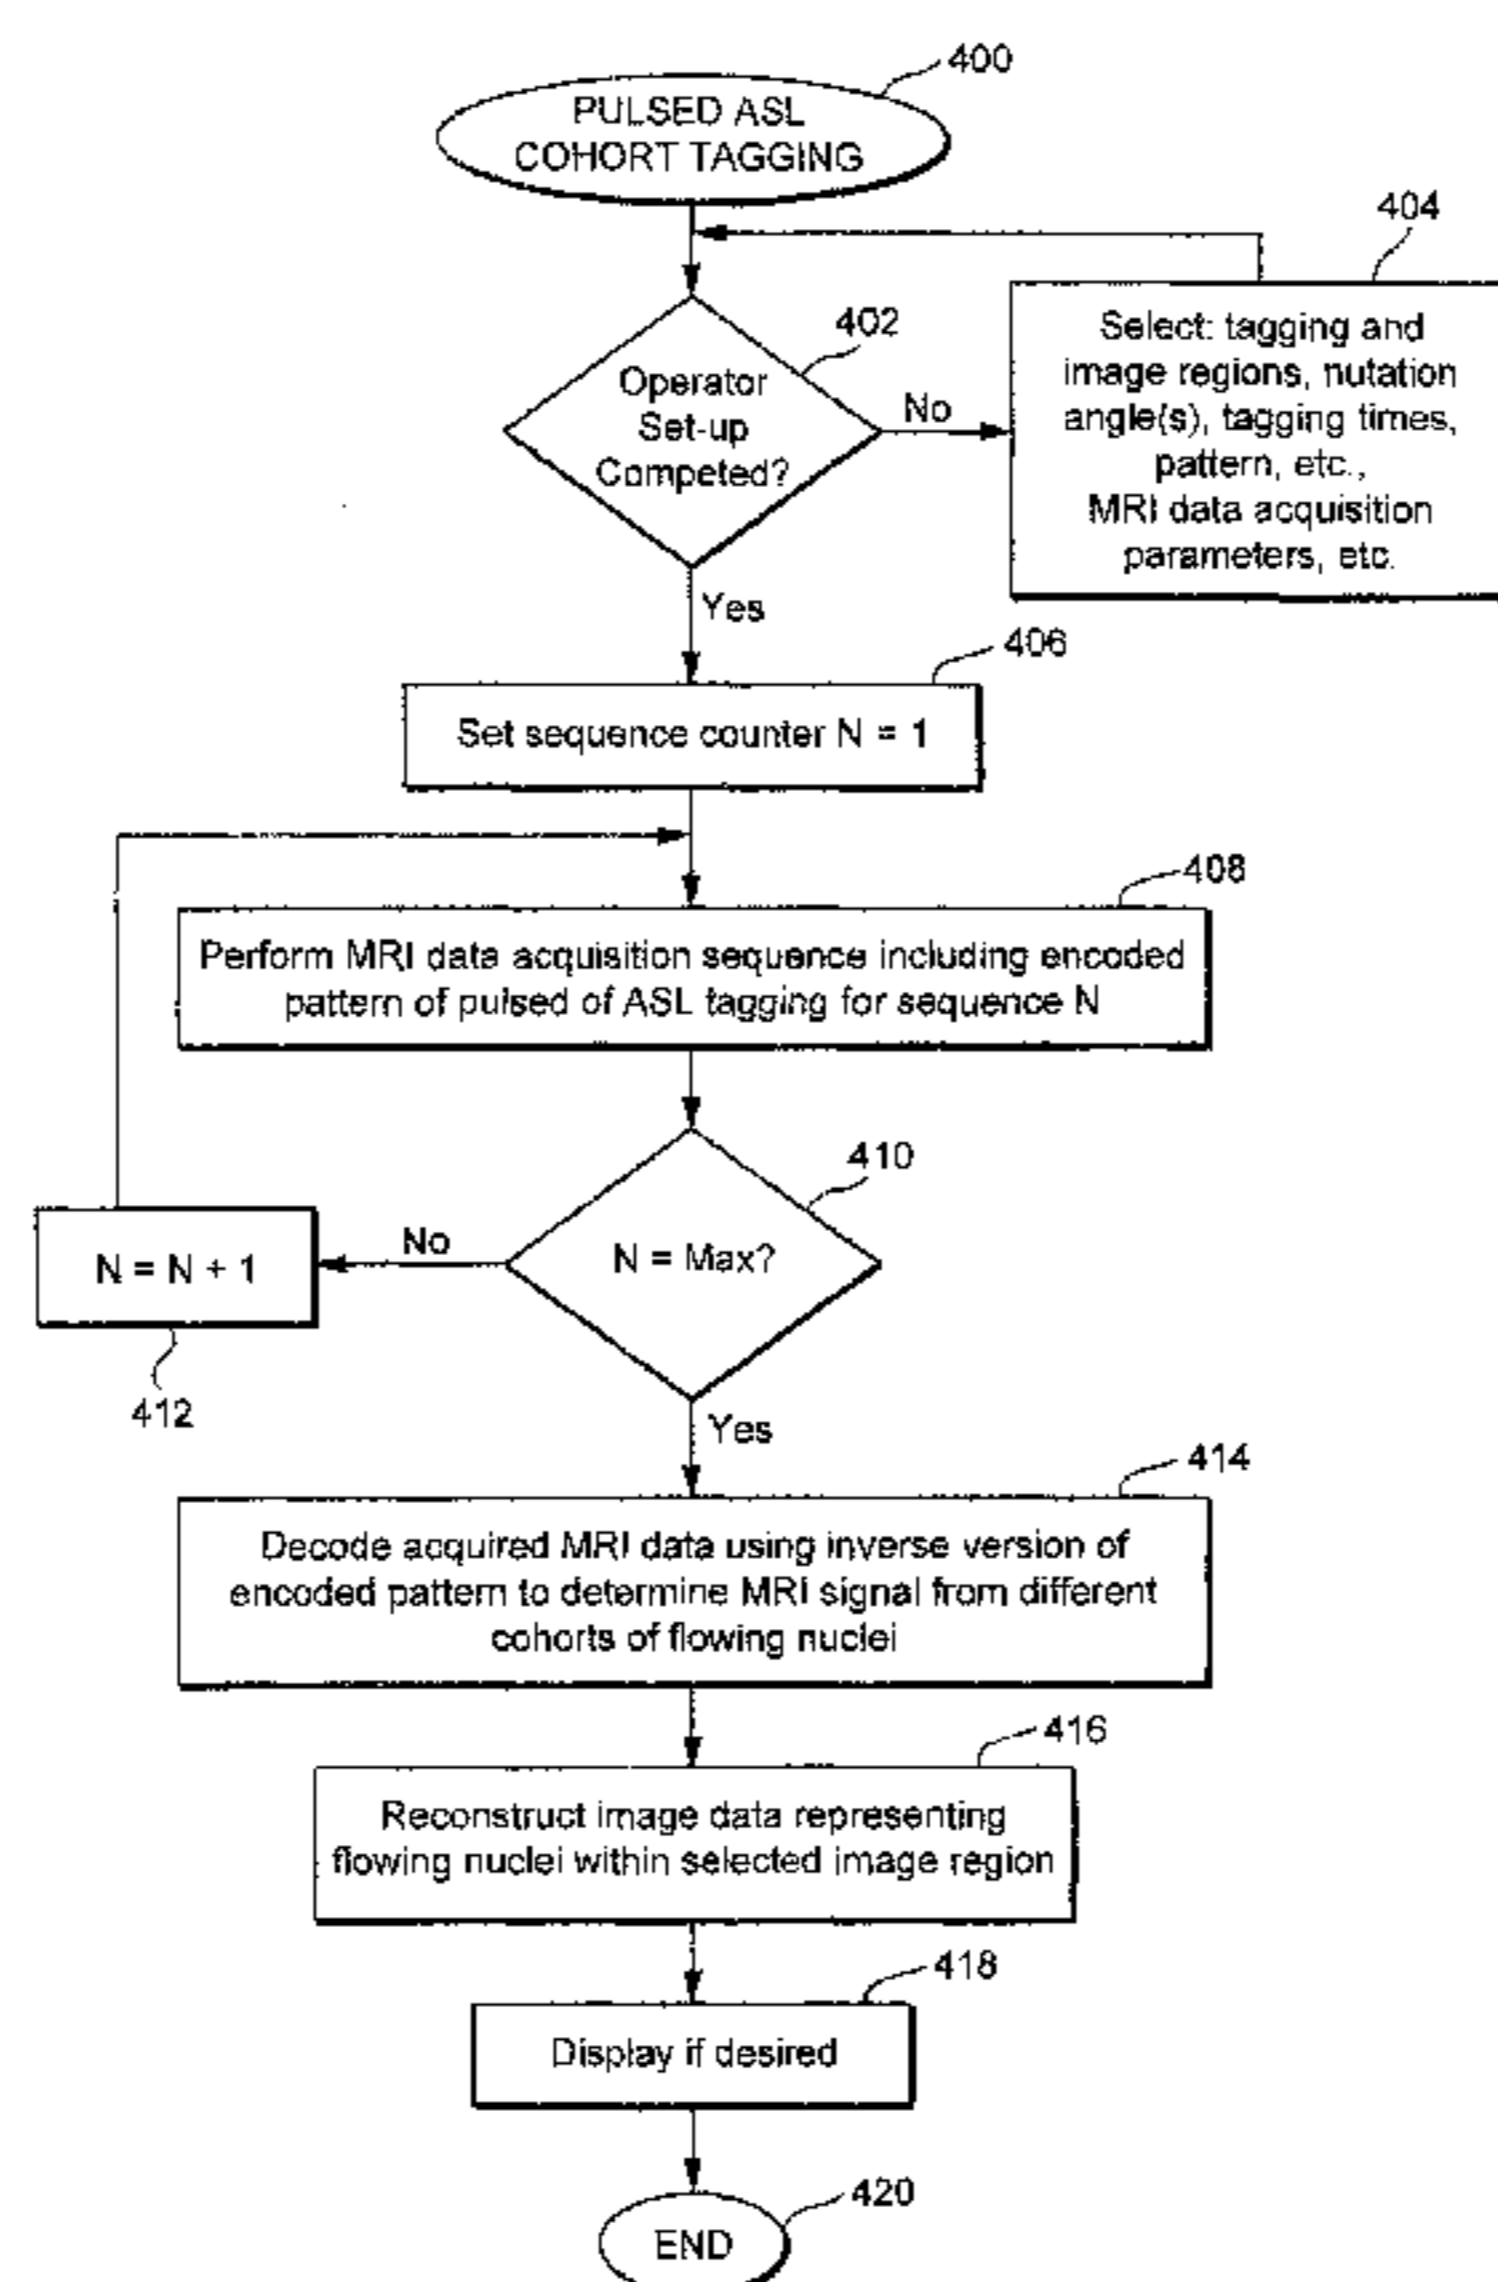 400
PULSED ASL
COHORT TAGGING
404
Select: tagging and
image regions, nutation
angle(s), tagging times,
pattern, etc.,
MRI data acquisition
parameters, etc.
402
Operator
Set-up
Competed?
No
Yes
406
Set sequence counter N = 1
408
Perform MRI data acquisition sequence including encoded
pattern of pulsed of ASL tagging for sequence N
410
N = Max?
No
N = N + 1
412
Yes
414
Decode acquired MRI data using inverse version of
encoded pattern to determine MRI signal from different
cohorts of flowing nuclei
416
Reconstruct image data representing
flowing nuclei within selected image region
418
Display if desired
420
END